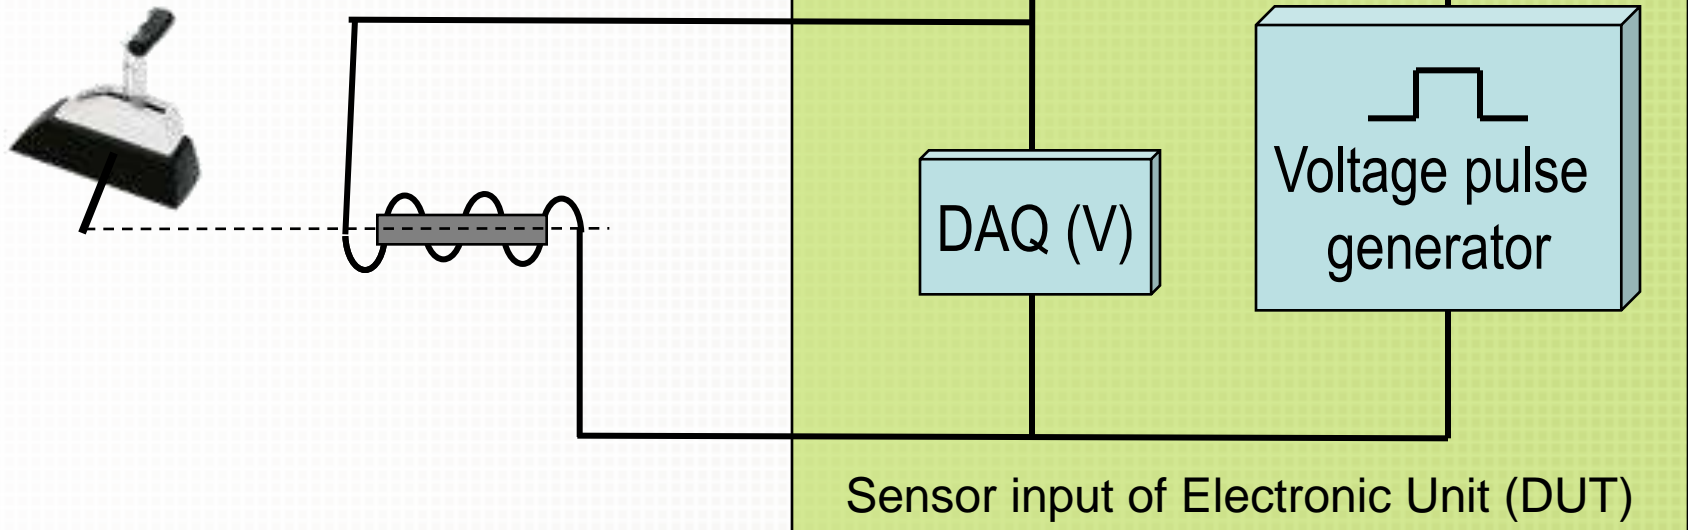 Voltage pulse
generator
DAQ (V)
Sensor input of Electronic Unit (DUT)